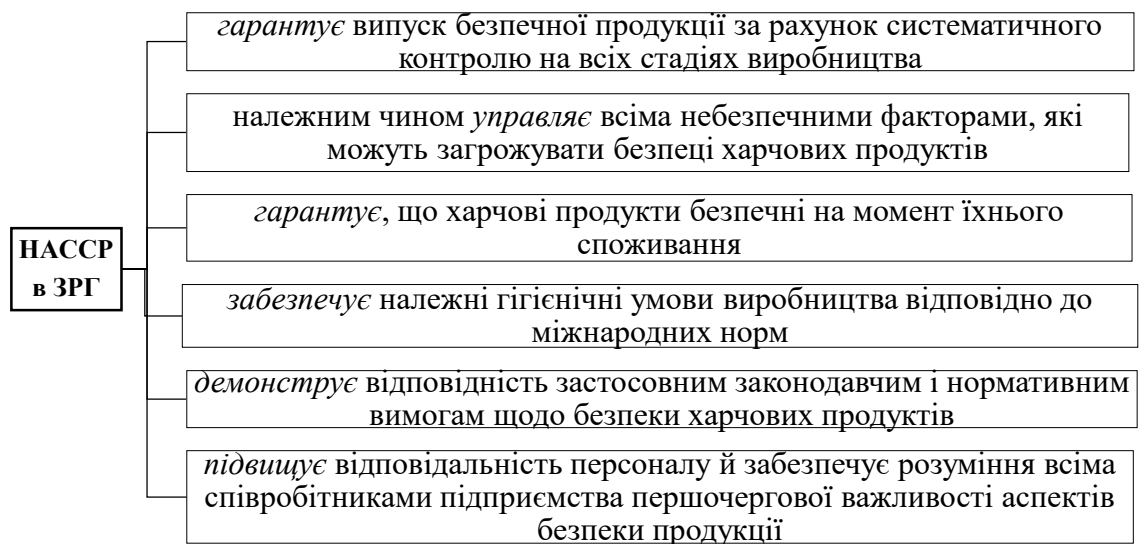 гарантує випуск безпечної продукції за рахунок систематичного
контролю на всіх стадіях виробництва
належним чином управляє всіма небезпечними факторами, які
можуть загрожувати безпеці харчових продуктів
гарантує, що харчові продукти безпечні на момент їхнього
споживання
НАССР
в ЗРГ
забезпечує належні гігієнічні умови виробництва відповідно до
міжнародних норм
демонструє відповідність застосовним законодавчим і нормативним
вимогам щодо безпеки харчових продуктів
підвищує відповідальність персоналу й забезпечує розуміння всіма
співробітниками підприємства першочергової важливості аспектів
безпеки продукції